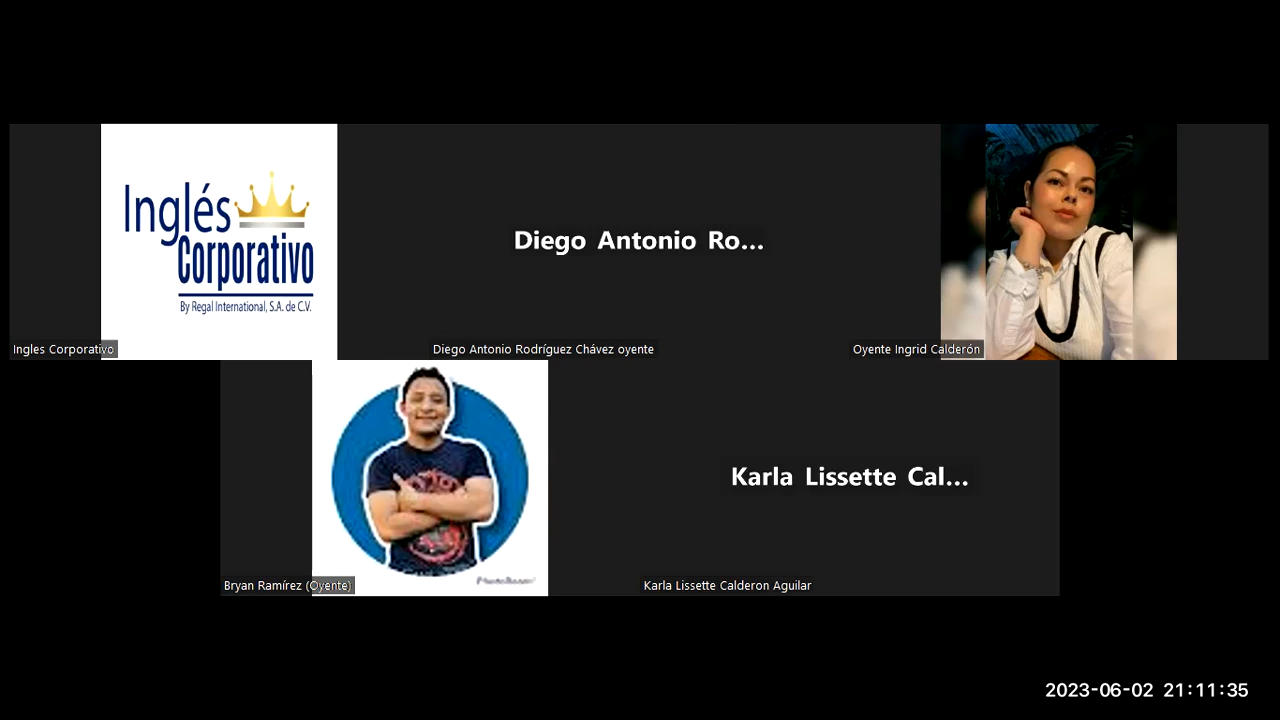 Inglés
Corporativo
By Regal International, S.A. de C.V.
Ingles Corporativo
Diego Antonio Ro...
Diego Antonio Rodríguez Chávez oyente
Oyente Ingrid Calderón
Bryan Ramírez (Oyente)
Karla Lissette Cal...
Karla Lissette Calderon Aguilar
2023-06-02 21:11:35